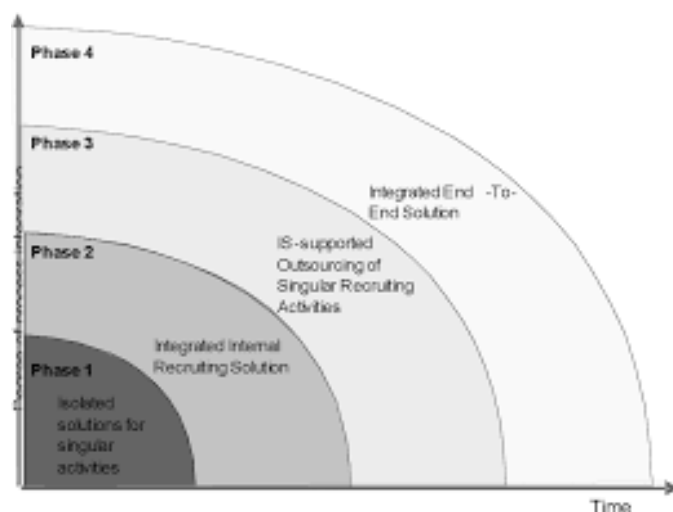 Phase 4
Phase 3
Integrated End -To-
End Solution
IS-supported
Outsourcing of
Singular Recruiting
Activities
Phase 2
Integrated Internal
Recruiting Solution
Phase 1
Isolated
solutions for
singular
activities
Time